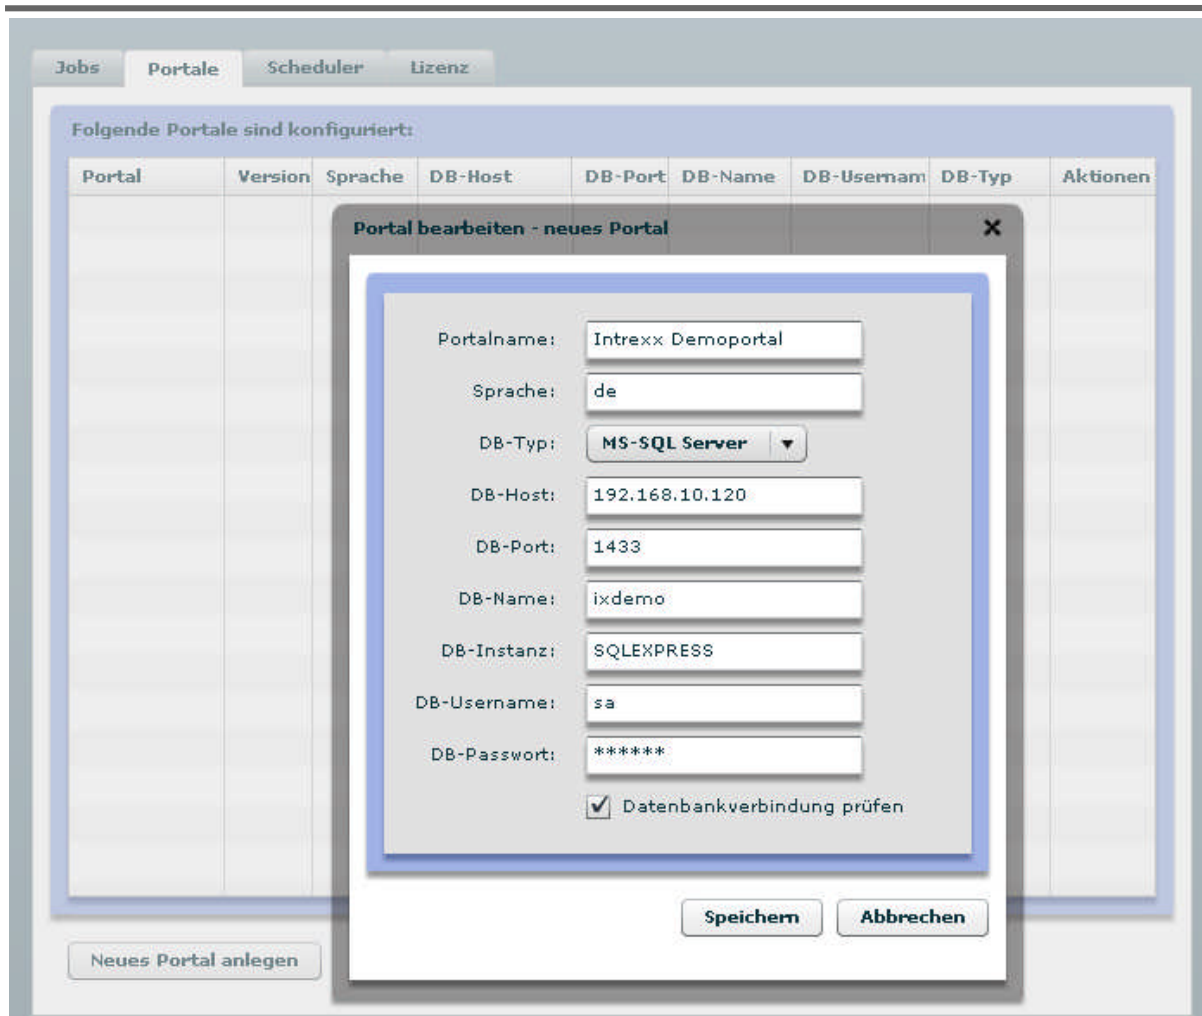 Jobs Portale Scheduler Lizenz
Folgende Portale sind konfiguriert:
Portal Version Sprache DB-Host DB-Port DB-Name DB-Usernam DB-Typ Aktionen
Portal bearbeiten - neues Portal
Portalname: Intrexx Demoportal
Sprache: de
DB-Typ: MS-SQL Server
DB-Host: 192.168.10.120
DB-Port: 1433
DB-Name: ixdemo
DB-Instanz: SQLEXPRESS
DB-Username: sa
DB-Passwort: ******
Datenbankverbindung prüfen
Speichern Abbrechen
Neues Portal anlegen